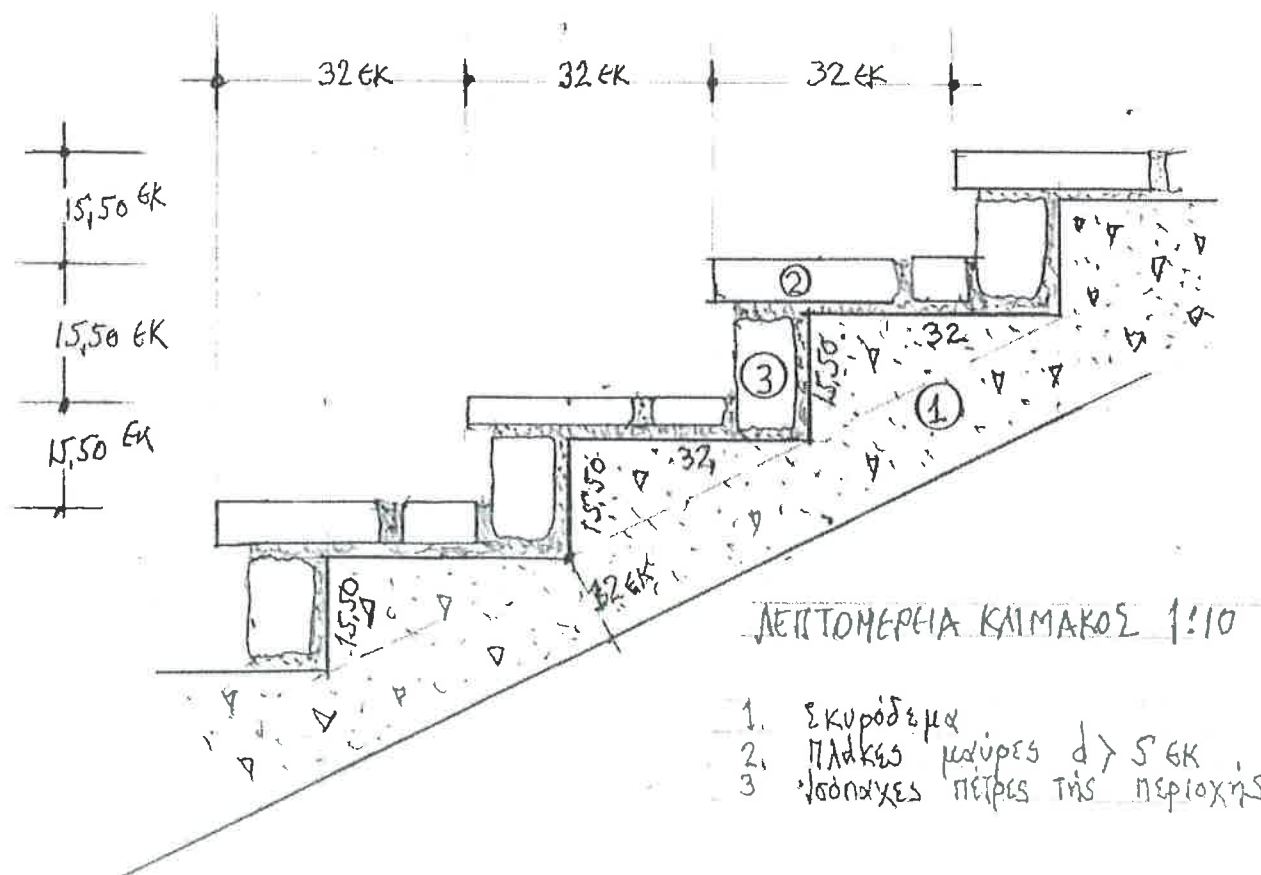 32 εκ 32 εκ 32 εκ
15,50 εκ
15,50 εκ
15,50 εκ
2
32
15,50
3
1
32
15,50
32 εκ
15,50
ΛΕΠΤΟΜΕΡΕΙΑ ΚΛΙΜΑΚΟΣ 1:10
1. Σκυρόδεμα
2. Πλάκες μαύρες d > 5 εκ
3 Ισόπαχες πέτρες τής περιοχής